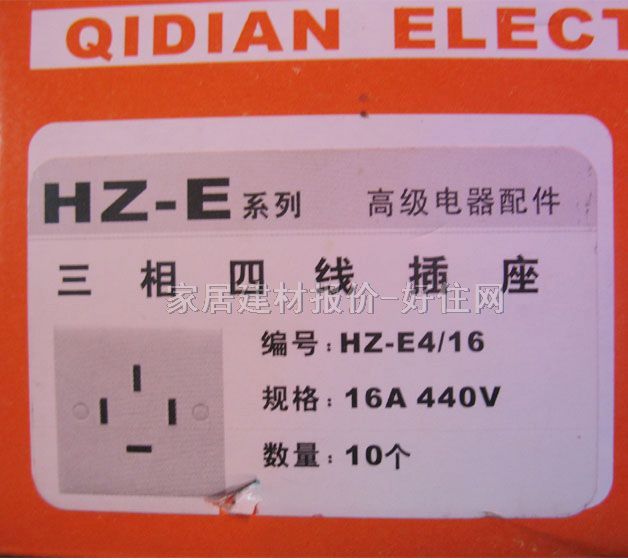 QIDIAN ELECT
HZ-E 系列 高级电器配件
三相四线插座
家居建材报价-好住网
编号：HZ-E4/16
规格：16A 440V
数量：10个